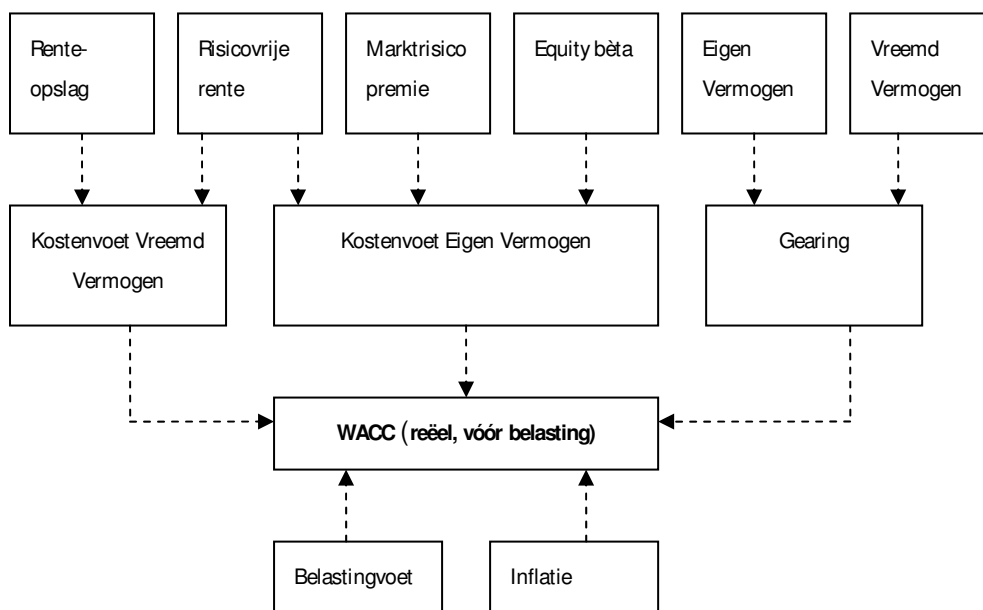 Rente-
opslag
Risicovrije
rente
Marktrisico
premie
Equity bèta
Eigen
Vermogen
Vreemd
Vermogen
Kostenvoet Vreemd
Vermogen
Kostenvoet Eigen Vermogen
Gearing
WACC (reëel, vóór belasting)
Belastingvoet
Inflatie